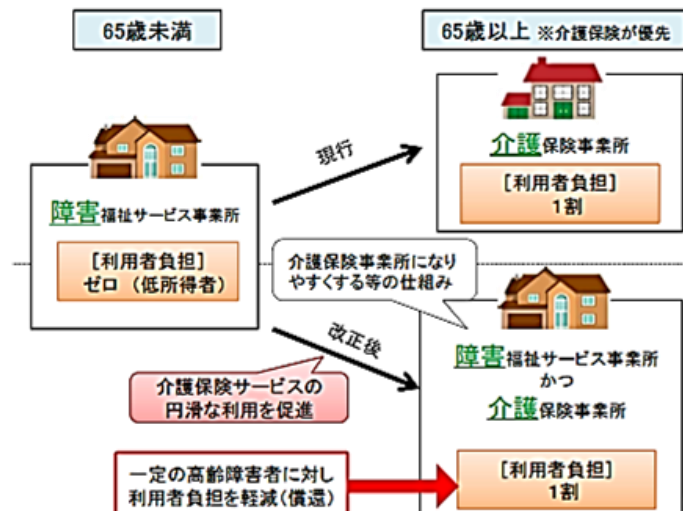 65歳未満
65歳以上 ※介護保険が優先
現行
介護保険事業所
[利用者負担]
1割
障害福祉サービス事業所
[利用者負担]
ゼロ（低所得者）
介護保険事業所になり
やすくする等の仕組み
改正後
障害福祉サービス事業所
かつ
介護保険事業所
介護保険サービスの
円滑な利用を促進
一定の高齢障害者に対し
利用者負担を軽減(償還)
[利用者負担]
1割